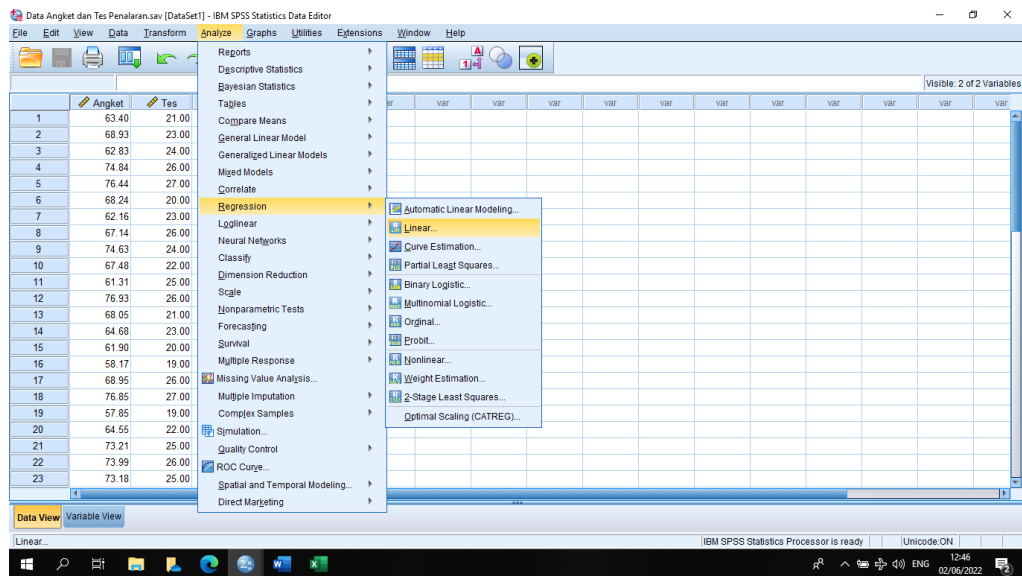 Data Angket dan Tes Penalaran.sav [DataSet1] - IBM SPSS Statistics Data Editor
File Edit View Data Transform Analyze Graphs Utilities Extensions Window Help
Visible: 2 of 2 Variables
Angket Tes var var var var var var var var var var
1 63.40 21.00
2 68.93 23.00
3 62.83 24.00
4 74.84 26.00
5 76.44 27.00
6 68.24 20.00
7 62.16 23.00
8 67.14 26.00
9 74.63 24.00
10 67.48 22.00
11 61.31 25.00
12 76.93 26.00
13 68.05 21.00
14 64.68 23.00
15 61.90 20.00
16 58.17 19.00
17 68.95 26.00
18 76.85 27.00
19 57.85 19.00
20 64.55 22.00
21 73.21 25.00
22 73.99 26.00
23 73.18 25.00
Reports
Descriptive Statistics
Bayesian Statistics
Tables
Compare Means
General Linear Model
Generalized Linear Models
Mixed Models
Correlate
Regression
Loglinear
Neural Networks
Classify
Dimension Reduction
Scale
Nonparametric Tests
Forecasting
Survival
Multiple Response
Missing Value Analysis...
Multiple Imputation
Complex Samples
Simulation...
Quality Control
ROC Curve...
Spatial and Temporal Modeling...
Direct Marketing
Automatic Linear Modeling...
Linear...
Curve Estimation...
Partial Least Squares...
Binary Logistic...
Multinomial Logistic...
Ordinal...
Probit...
Nonlinear...
Weight Estimation...
2-Stage Least Squares...
Optimal Scaling (CATREG)...
Data View Variable View
Linear... IBM SPSS Statistics Processor is ready Unicode:ON
ENG 12:46
02/06/2022 2